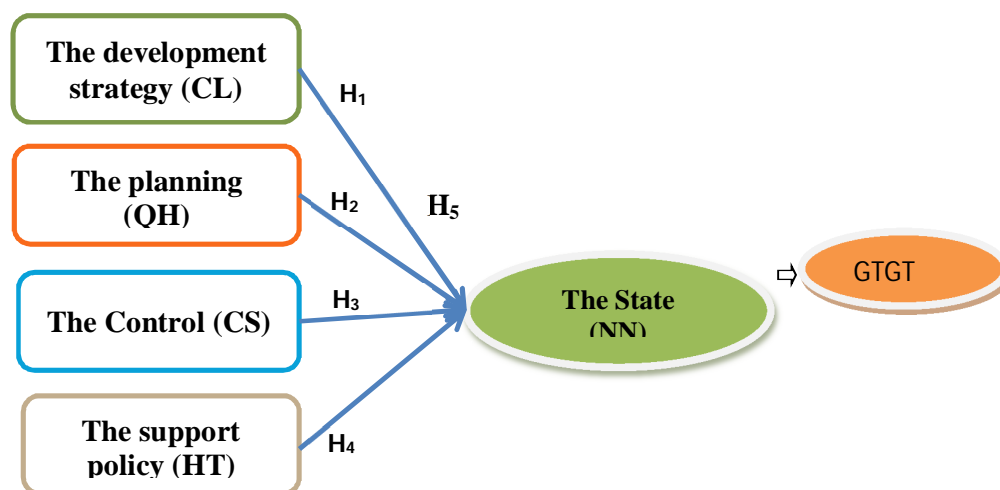 The development
strategy (CL)
H1
The planning
(QH)
H2
H5
The Control (CS)
H3
The State
(NN)
GTGT
The support
policy (HT)
H4